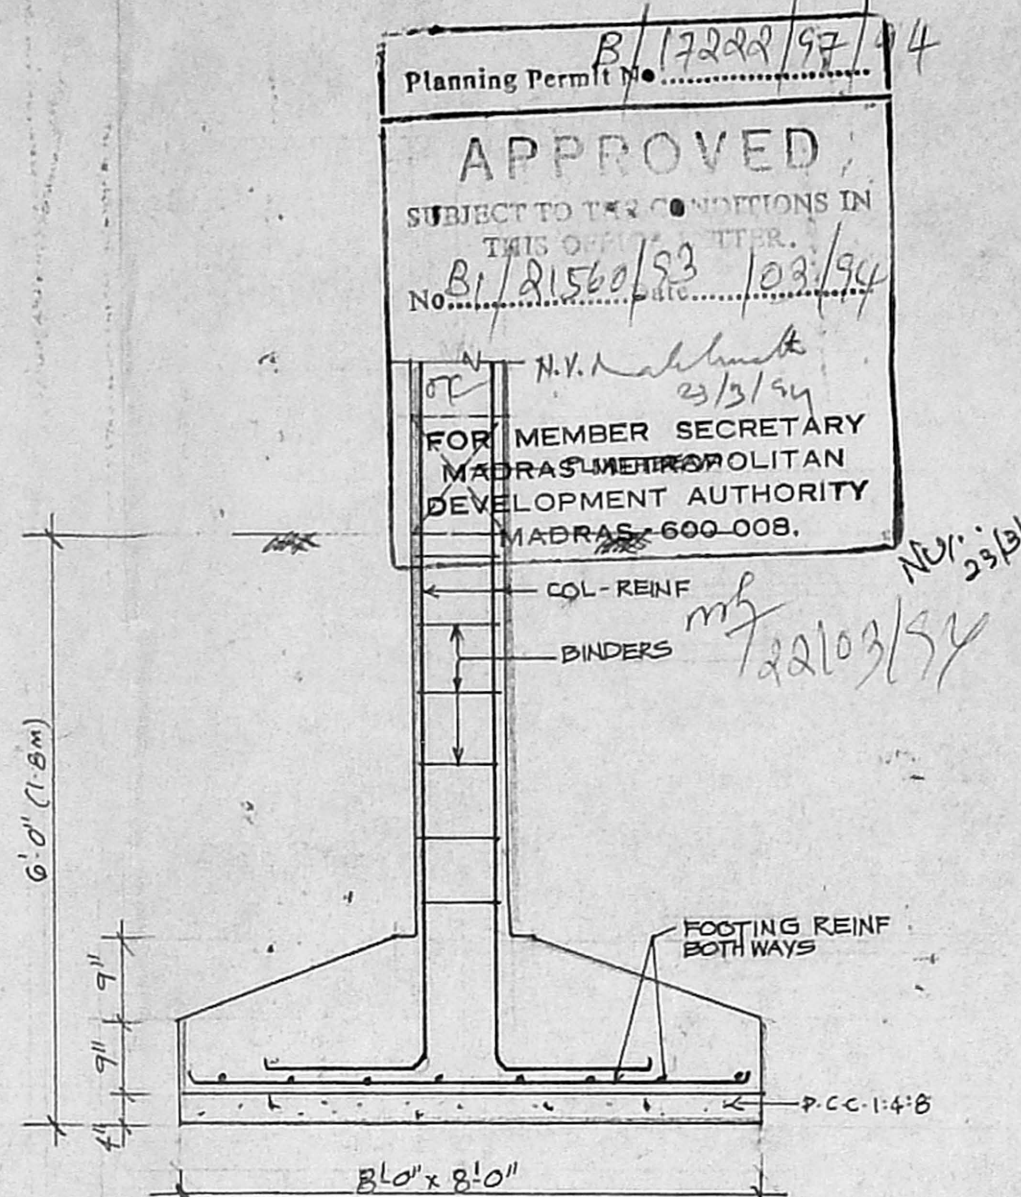 Planning Permit No. B/17222/97/94
APPROVED
SUBJECT TO THE CONDITIONS IN
THIS OFFICE LETTER.
No. B1/21560/93 Date /03/94
N.V.
23/3/94
FOR MEMBER SECRETARY
MADRAS METROPOLITAN
DEVELOPMENT AUTHORITY
MADRAS-600 008.
23/3
COL-REINF
22/03/94
BINDERS
6'-0" (1.8M)
FOOTING REINF
BOTH WAYS
9"
9"
4"
P.C.C. 1:4:8
8'-0" x 8'-0"